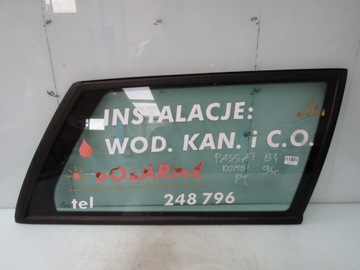 INSTALACJE:
WOD. KAN. i C.O.
SOLARNE
PASSAT B4
KOMBI
tel 248 796